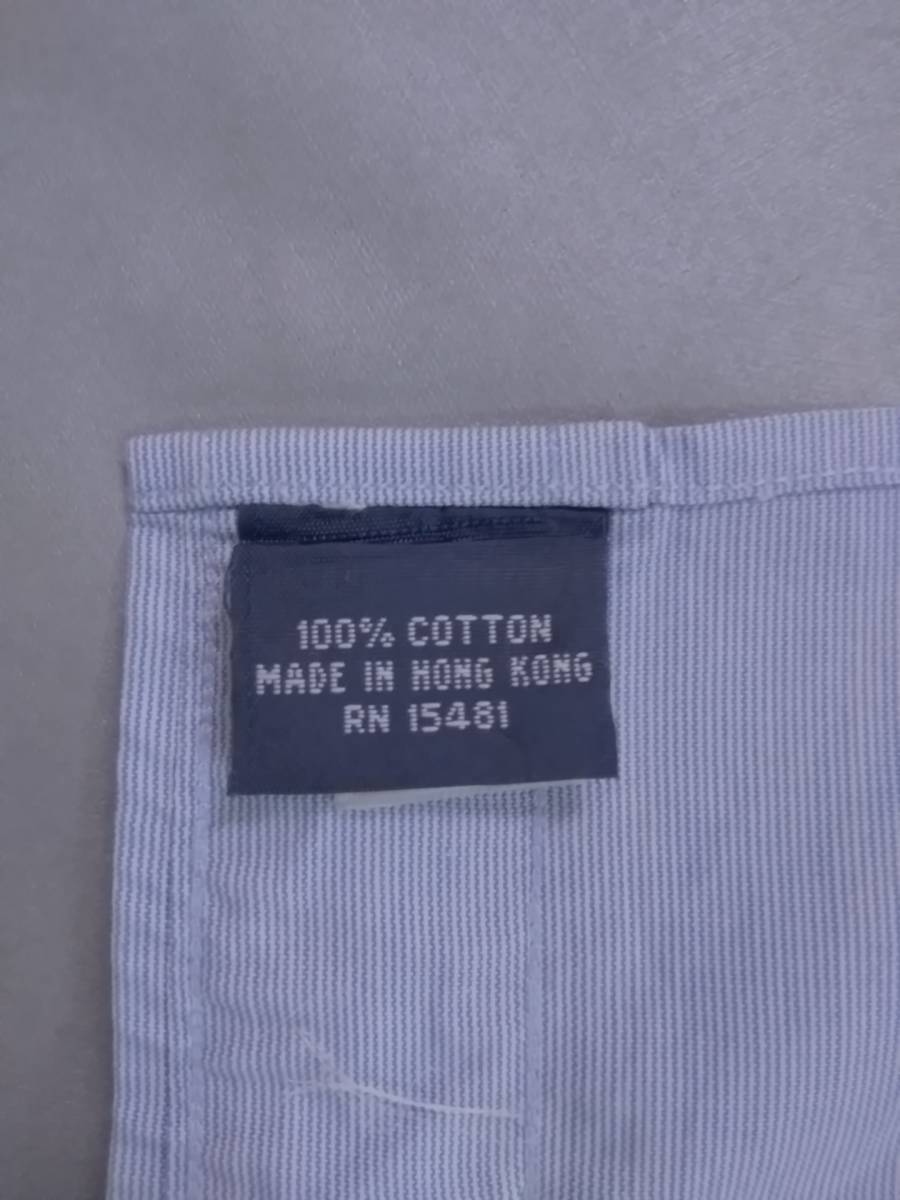 100% COTTON
MADE IN HONG KONG
RN 15481